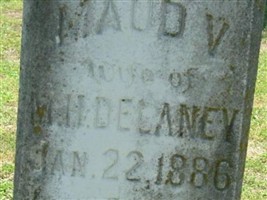 MAUD V
Wife of
W.H. DELANEY
JAN. 22, 1886